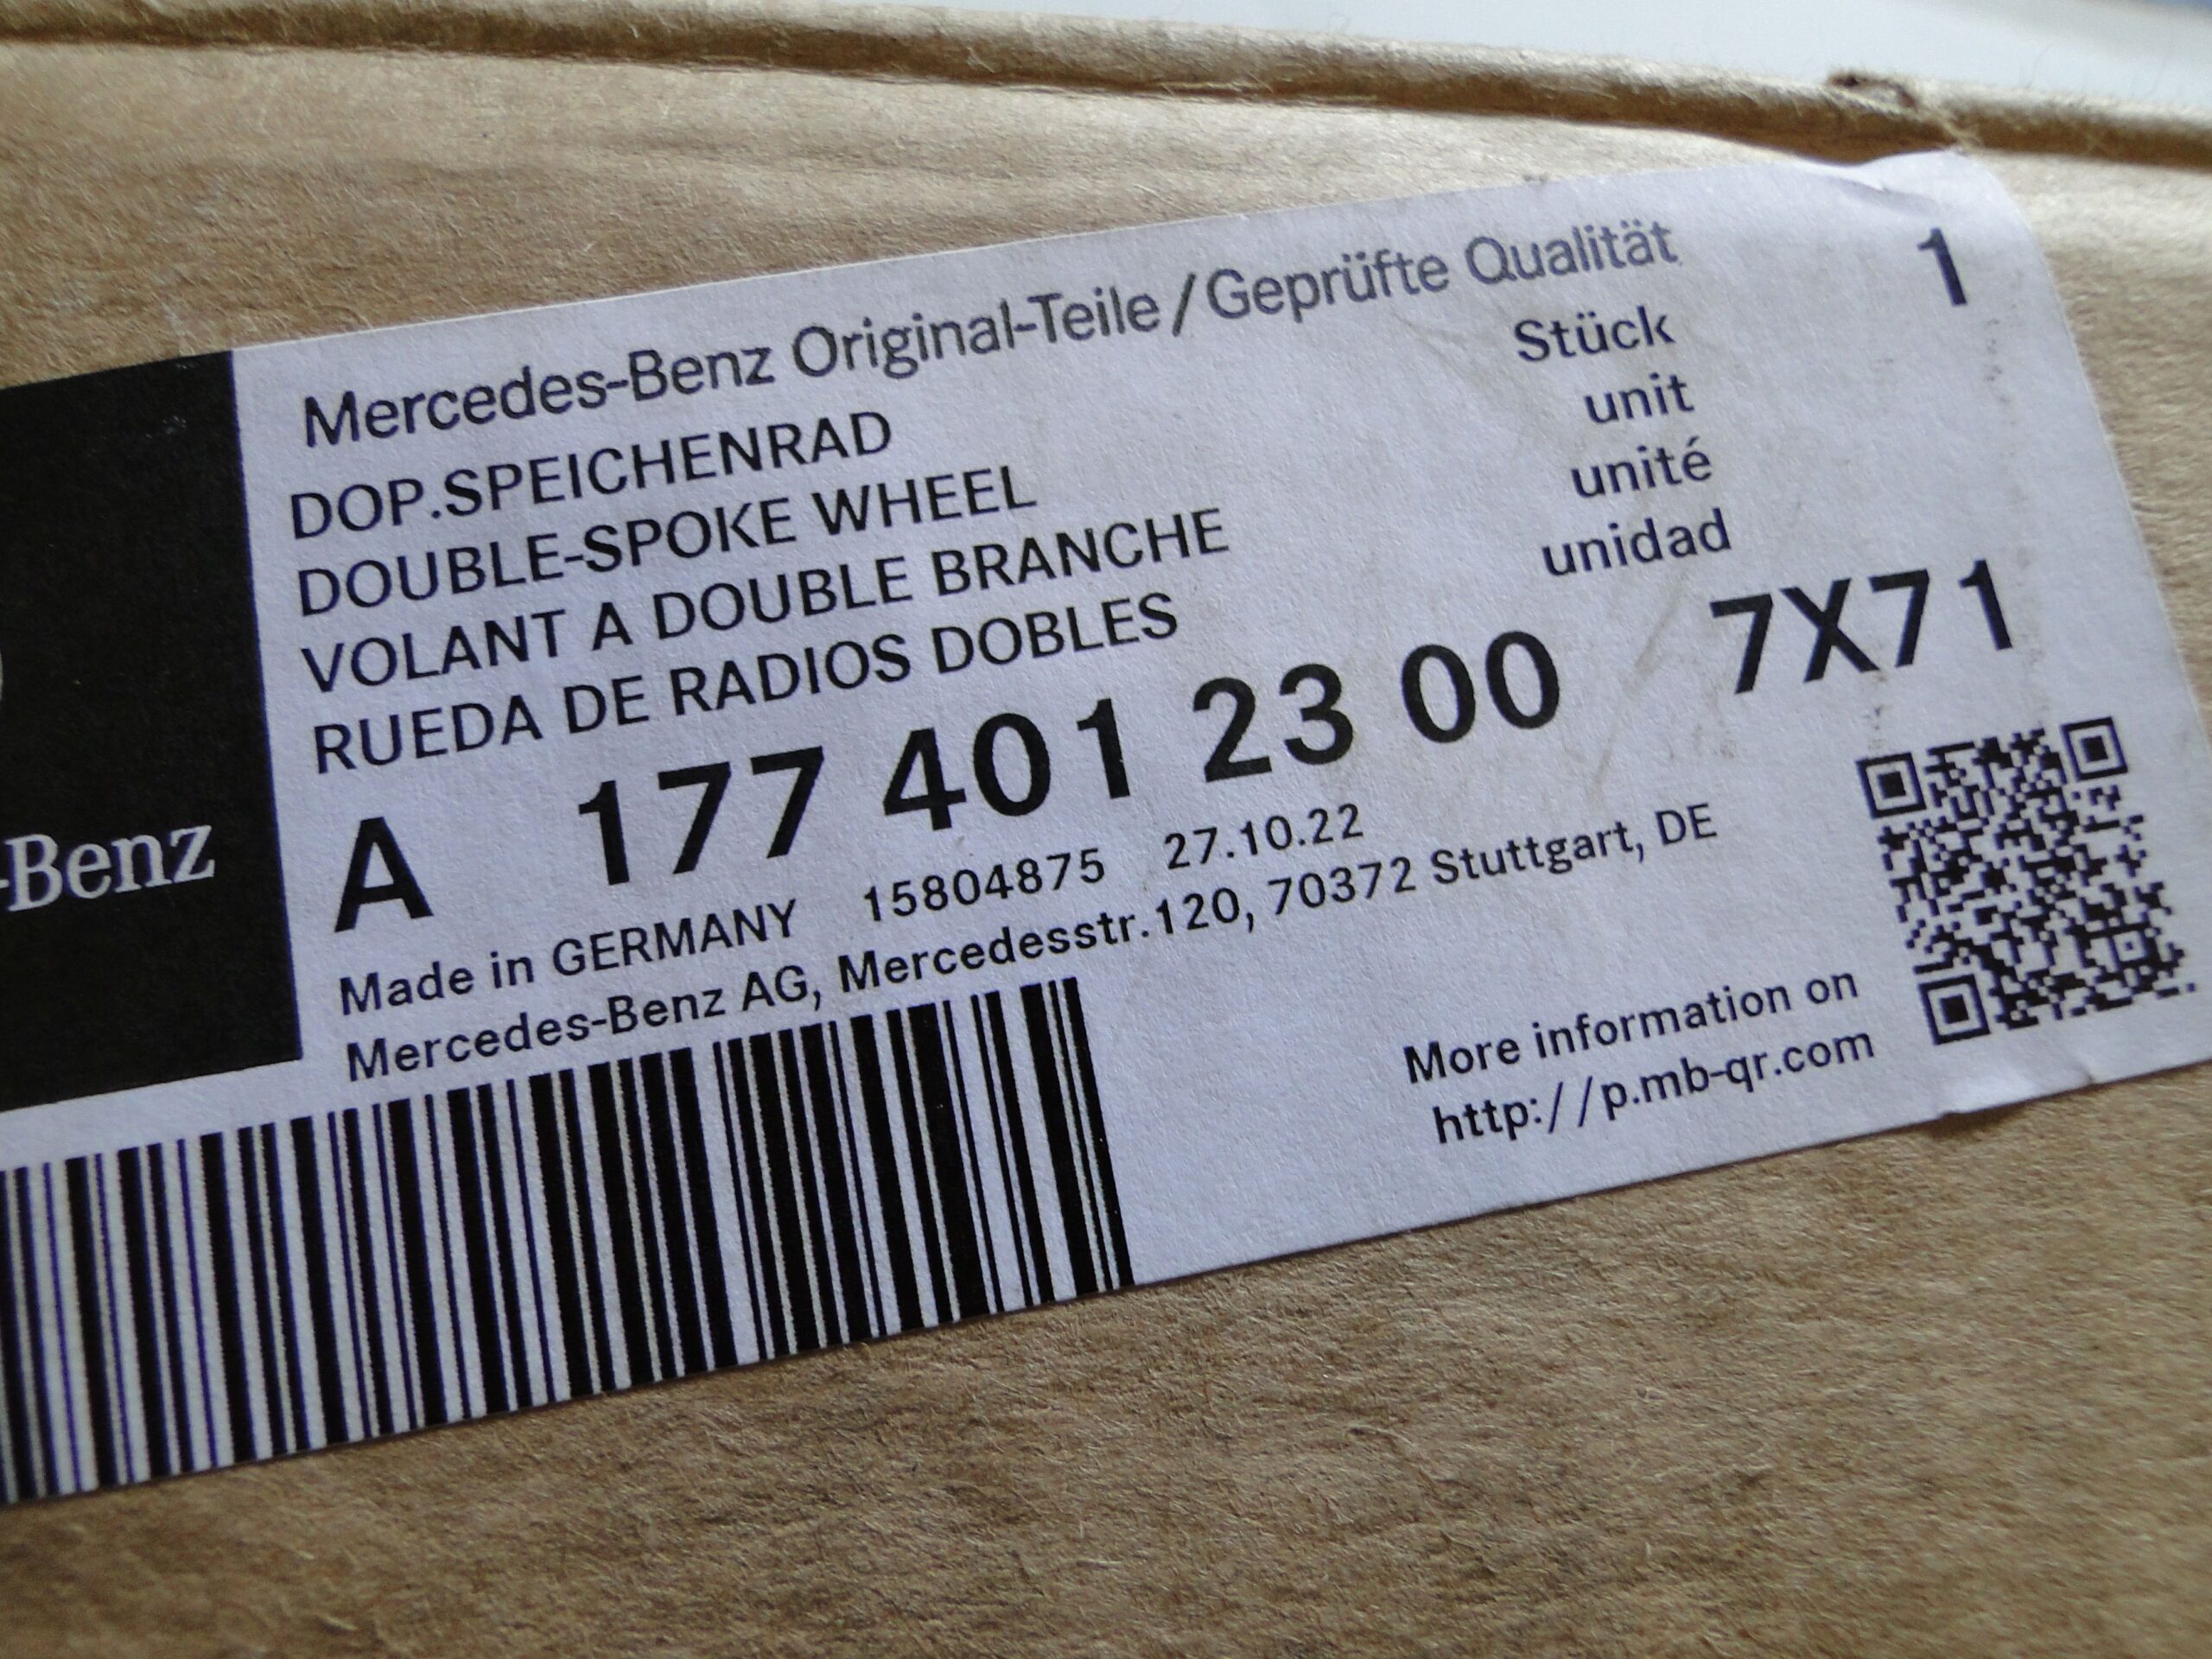 Mercedes-Benz Original-Teile / Geprüfte Qualität
DOP.SPEICHENRAD
DOUBLE-SPOKE WHEEL
VOLANT A DOUBLE BRANCHE
RUEDA DE RADIOS DOBLES
Stück 1
unit
unité
unidad
A 177 401 23 00 7X71
Made in GERMANY 15804875 27.10.22
Mercedes-Benz AG, Mercedesstr.120, 70372 Stuttgart, DE
-Benz
More information on
http://p.mb-qr.com